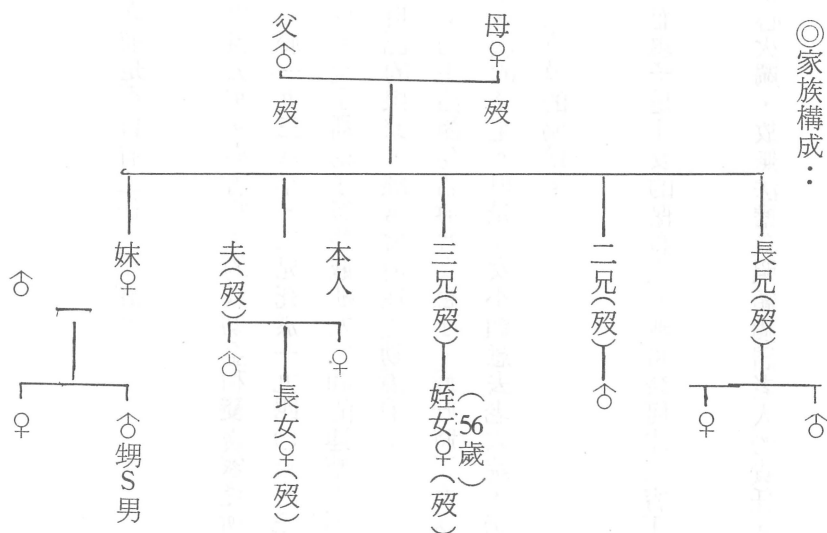 ◎家族構成：
母♀
歿
父♂
歿
長兄(歿)
♂
♀
二兄(歿)
♂
三兄(歿)
(56歲)
姪女♀(歿)
本人
夫(歿)
♀
長女♀(歿)
♂
妹♀
♂
♂甥S男
♀